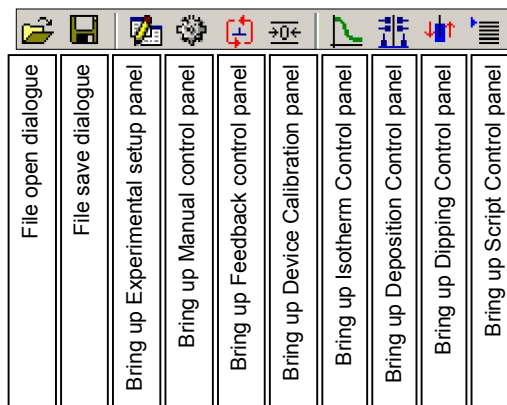 File open dialogue
File save dialogue
Bring up Experimental setup panel
Bring up Manual control panel
Bring up Feedback control panel
Bring up Device Calibration panel
Bring up Isotherm Control panel
Bring up Deposition Control panel
Bring up Dipping Control panel
Bring up Script Control panel